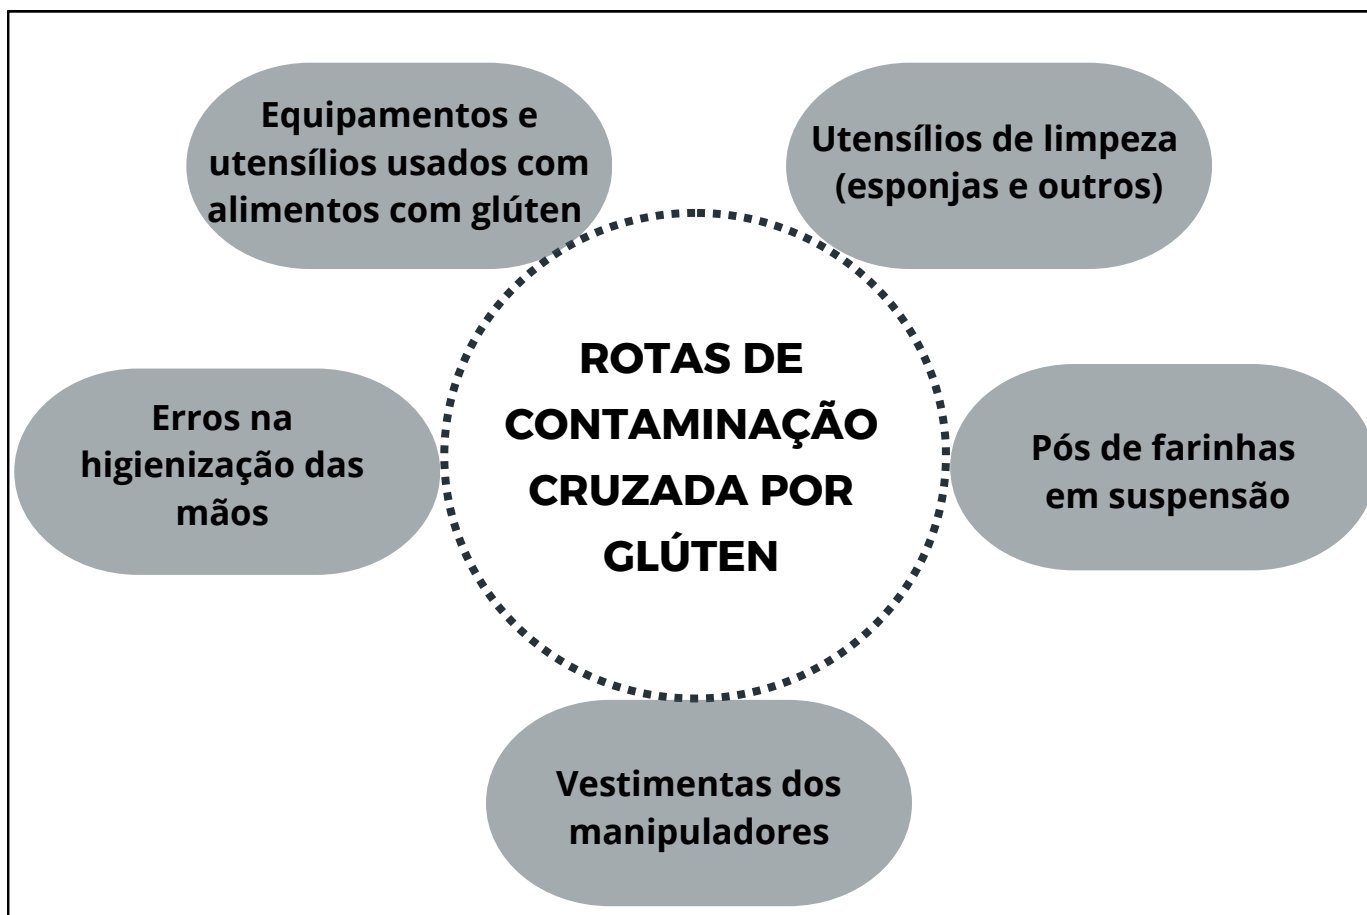 Equipamentos e
utensílios usados com
alimentos com glúten
Utensílios de limpeza
(esponjas e outros)
ROTAS DE
CONTAMINAÇÃO
CRUZADA POR
GLÚTEN
Erros na
higienização das
mãos
Pós de farinhas
em suspensão
Vestimentas dos
manipuladores